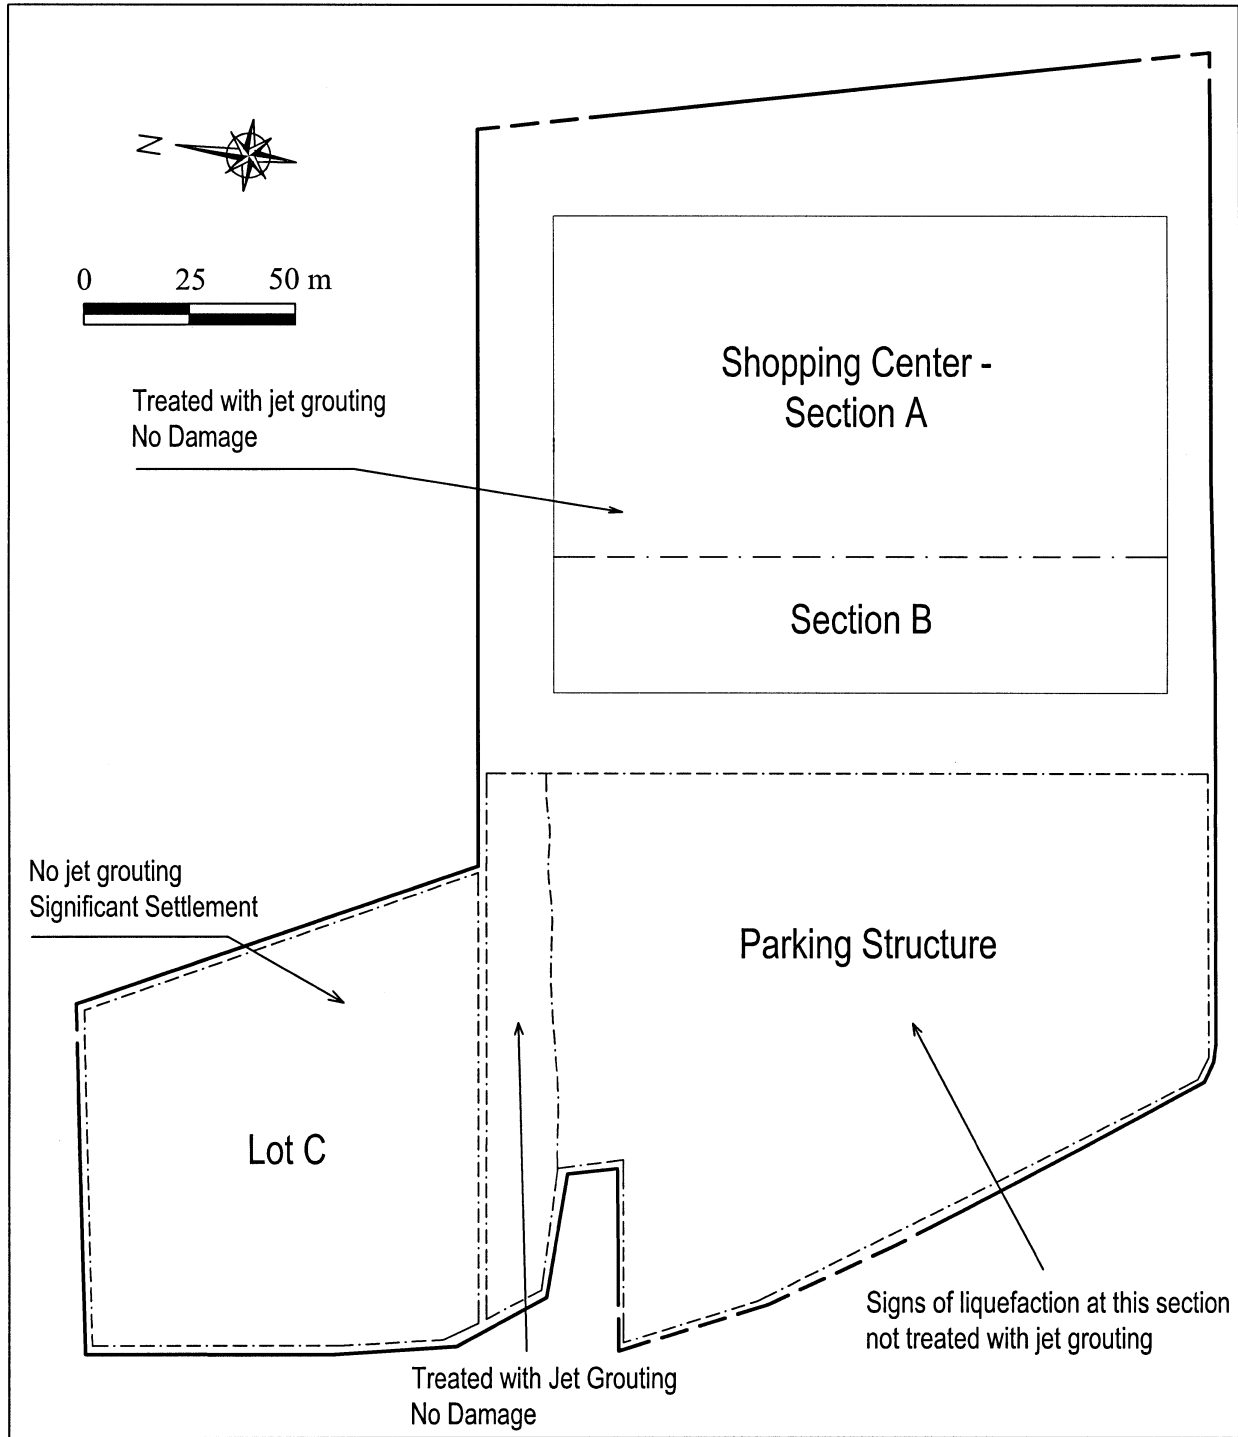 N
0 25 50 m
Shopping Center -
Section A
Treated with jet grouting
No Damage
Section B
No jet grouting
Significant Settlement
Parking Structure
Lot C
Signs of liquefaction at this section
not treated with jet grouting
Treated with Jet Grouting
No Damage